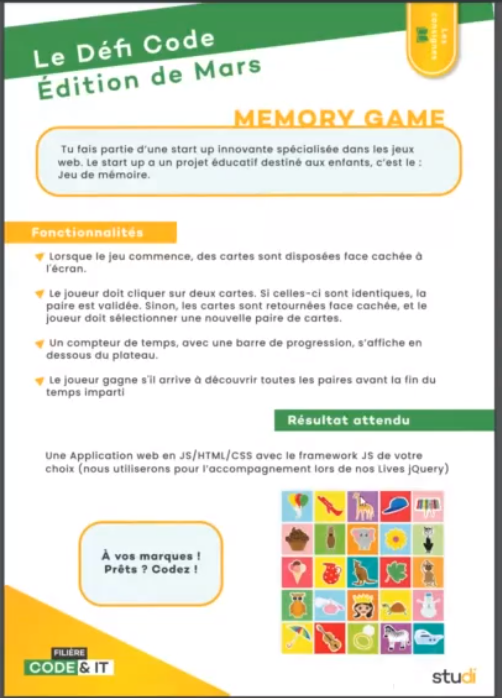 Le Défi Code
Édition de Mars
Les
consignes
MEMORY GAME
Tu fais partie d'une start up innovante spécialisée dans les jeux
web. Le start up a un projet éducatif destiné aux enfants, c'est le :
Jeu de mémoire.
Fonctionnalités
Lorsque le jeu commence, des cartes sont disposées face cachée à
l'écran.
Le joueur doit cliquer sur deux cartes. Si celles-ci sont identiques, la
paire est validée. Sinon, les cartes sont retournées face cachée, et le
joueur doit sélectionner une nouvelle paire de cartes.
Un compteur de temps, avec une barre de progression, s'affiche en
dessous du plateau.
Le joueur gagne s'il arrive à découvrir toutes les paires avant la fin du
temps imparti
Résultat attendu
Une Application web en JS/HTML/CSS avec le framework JS de votre
choix (nous utiliserons pour l'accompagnement lors de nos Lives jQuery)
À vos marques !
Prêts ? Codez !
FILIÈRE
CODE & IT
studi